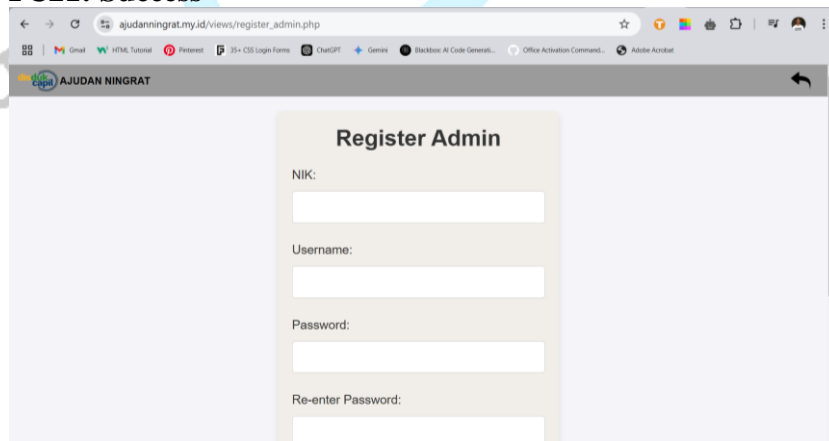 ajudanningrat.my.id/views/register_admin.php
Gmail HTML Tutorial Pinterest 35+ CSS Login Forms ChatGPT Gemini Blackbox: AI Code Generati... Office Activation Command... Adobe Acrobat
AJUDAN NINGRAT
Register Admin
NIK:
Username:
Password:
Re-enter Password: